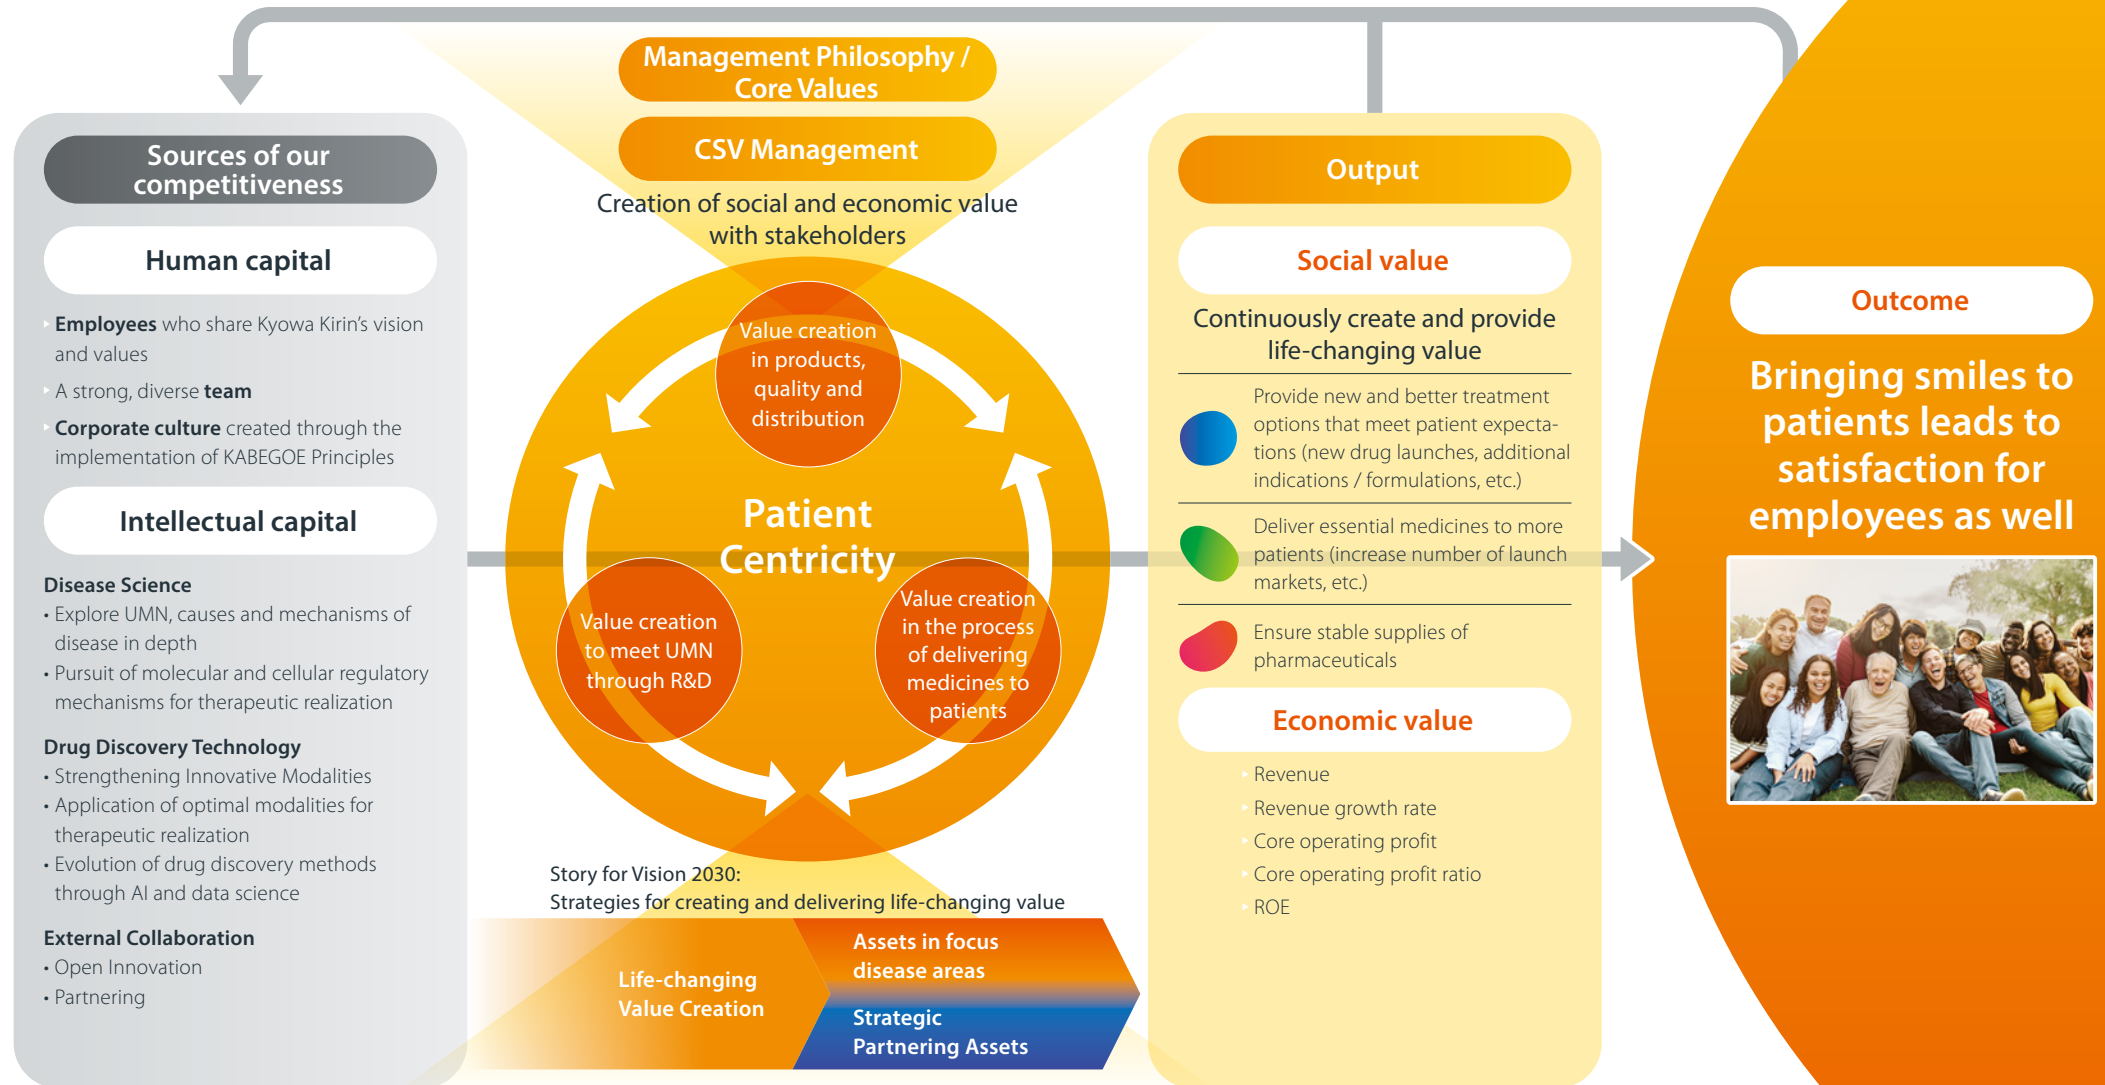 Management Philosophy /
Core Values
CSV Management
Creation of social and economic value
with stakeholders
Sources of our
competitiveness
Human capital
Employees who share Kyowa Kirin’s vision
and values
A strong, diverse team
Corporate culture created through the
implementation of KABEGOE Principles
Intellectual capital
Disease Science
• Explore UMN, causes and mechanisms of
disease in depth
• Pursuit of molecular and cellular regulatory
mechanisms for therapeutic realization
Drug Discovery Technology
• Strengthening Innovative Modalities
• Application of optimal modalities for
therapeutic realization
• Evolution of drug discovery methods
through AI and data science
External Collaboration
• Open Innovation
• Partnering
Value creation
in products,
quality and
distribution
Patient
Centricity
Value creation
to meet UMN
through R&D
Value creation
in the process
of delivering
medicines to
patients
Story for Vision 2030:
Strategies for creating and delivering life-changing value
Life-changing
Value Creation
Assets in focus
disease areas
Strategic
Partnering Assets
Output
Social value
Continuously create and provide
life-changing value
Provide new and better treatment
options that meet patient expecta-
tions (new drug launches, additional
indications / formulations, etc.)
Deliver essential medicines to more
patients (increase number of launch
markets, etc.)
Ensure stable supplies of
pharmaceuticals
Economic value
Revenue
Revenue growth rate
Core operating profit
Core operating profit ratio
ROE
Outcome
Bringing smiles to
patients leads to
satisfaction for
employees as well